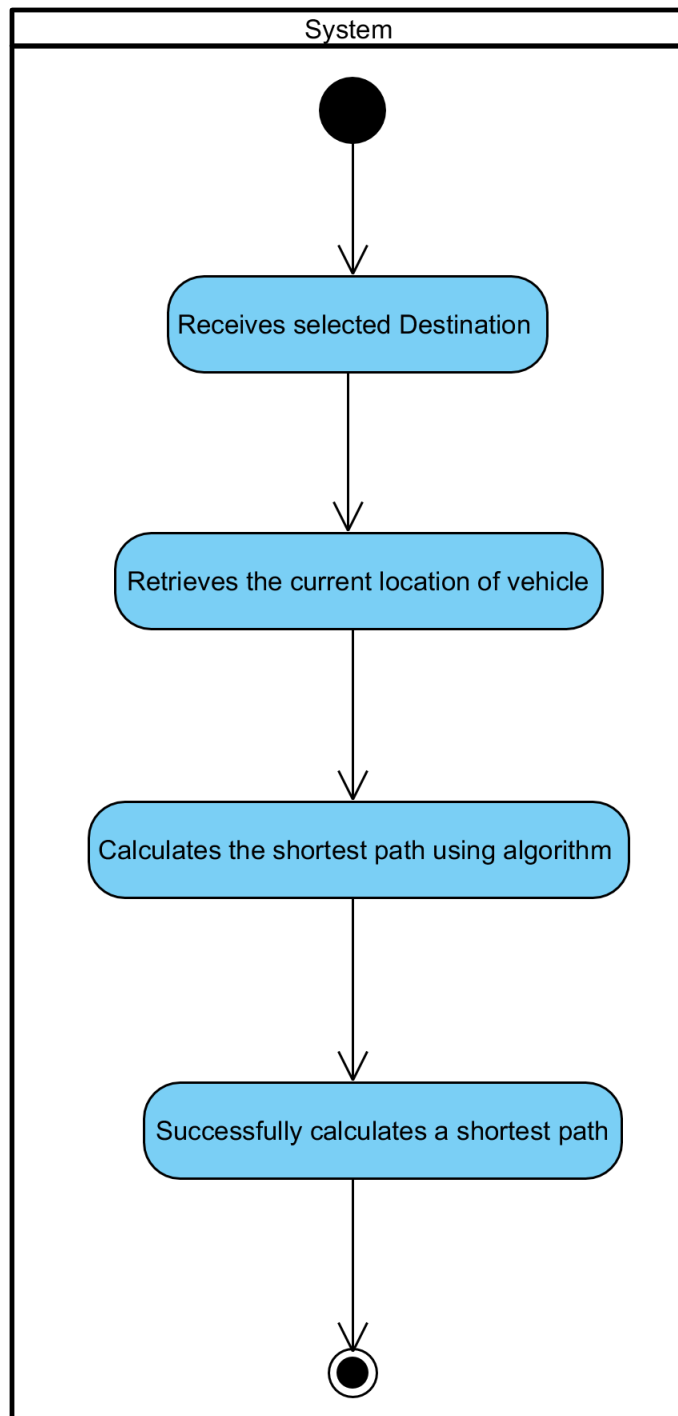 System
Receives selected Destination
Retrieves the current location of vehicle
Calculates the shortest path using algorithm
Successfully calculates a shortest path